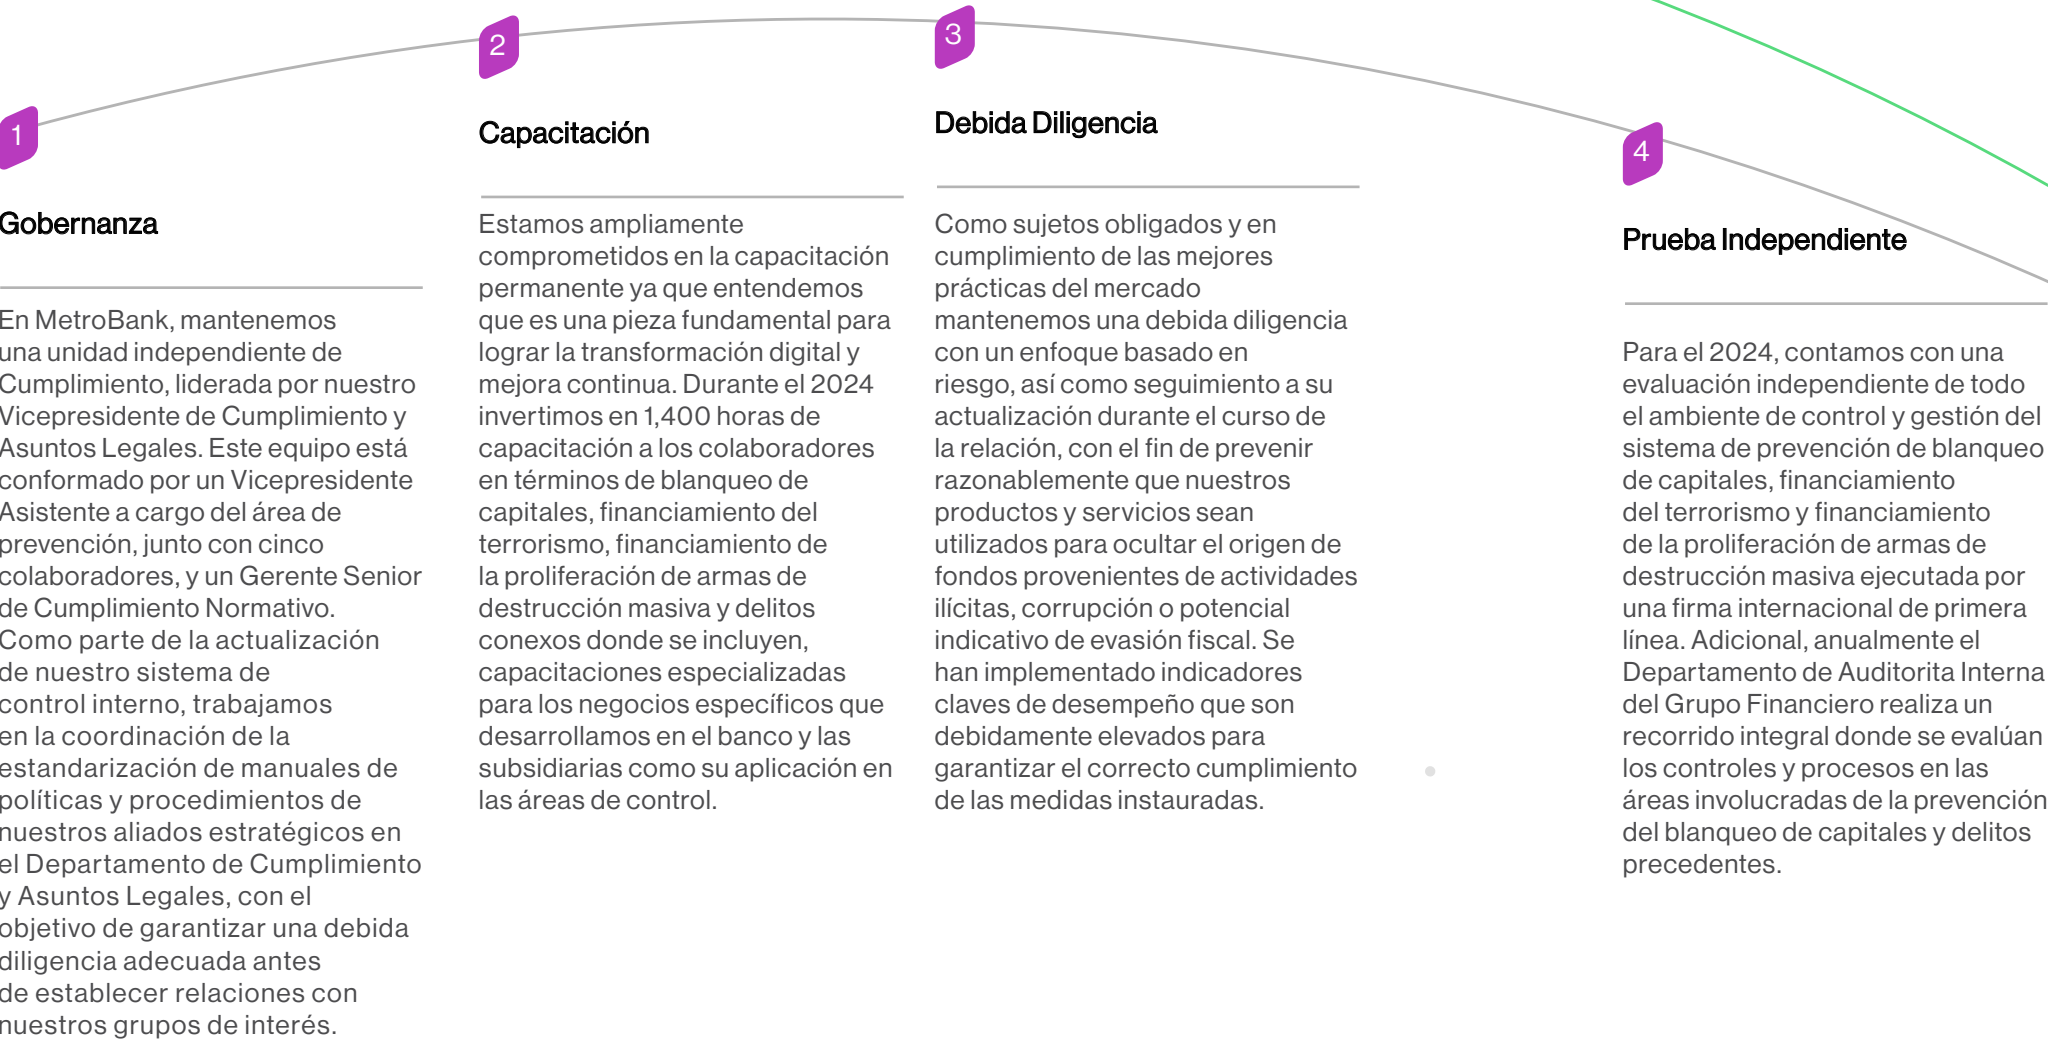 1
Gobernanza
En MetroBank, mantenemos
una unidad independiente de
Cumplimiento, liderada por nuestro
Vicepresidente de Cumplimiento y
Asuntos Legales. Este equipo está
conformado por un Vicepresidente
Asistente a cargo del área de
prevención, junto con cinco
colaboradores, y un Gerente Senior
de Cumplimiento Normativo.
Como parte de la actualización
de nuestro sistema de
control interno, trabajamos
en la coordinación de la
estandarización de manuales de
políticas y procedimientos de
nuestros aliados estratégicos en
el Departamento de Cumplimiento
y Asuntos Legales, con el
objetivo de garantizar una debida
diligencia adecuada antes
de establecer relaciones con
nuestros grupos de interés.
2
Capacitación
Estamos ampliamente
comprometidos en la capacitación
permanente ya que entendemos
que es una pieza fundamental para
lograr la transformación digital y
mejora continua. Durante el 2024
invertimos en 1,400 horas de
capacitación a los colaboradores
en términos de blanqueo de
capitales, financiamiento del
terrorismo, financiamiento de
la proliferación de armas de
destrucción masiva y delitos
conexos donde se incluyen,
capacitaciones especializadas
para los negocios específicos que
desarrollamos en el banco y las
subsidiarias como su aplicación en
las áreas de control.
3
Debida Diligencia
Como sujetos obligados y en
cumplimiento de las mejores
prácticas del mercado
mantenemos una debida diligencia
con un enfoque basado en
riesgo, así como seguimiento a su
actualización durante el curso de
la relación, con el fin de prevenir
razonablemente que nuestros
productos y servicios sean
utilizados para ocultar el origen de
fondos provenientes de actividades
ilícitas, corrupción o potencial
indicativo de evasión fiscal. Se
han implementado indicadores
claves de desempeño que son
debidamente elevados para
garantizar el correcto cumplimiento
de las medidas instauradas.
4
Prueba Independiente
Para el 2024, contamos con una
evaluación independiente de todo
el ambiente de control y gestión del
sistema de prevención de blanqueo
de capitales, financiamiento
del terrorismo y financiamiento
de la proliferación de armas de
destrucción masiva ejecutada por
una firma internacional de primera
línea. Adicional, anualmente el
Departamento de Auditorita Interna
del Grupo Financiero realiza un
recorrido integral donde se evalúan
los controles y procesos en las
áreas involucradas de la prevención
del blanqueo de capitales y delitos
precedentes.